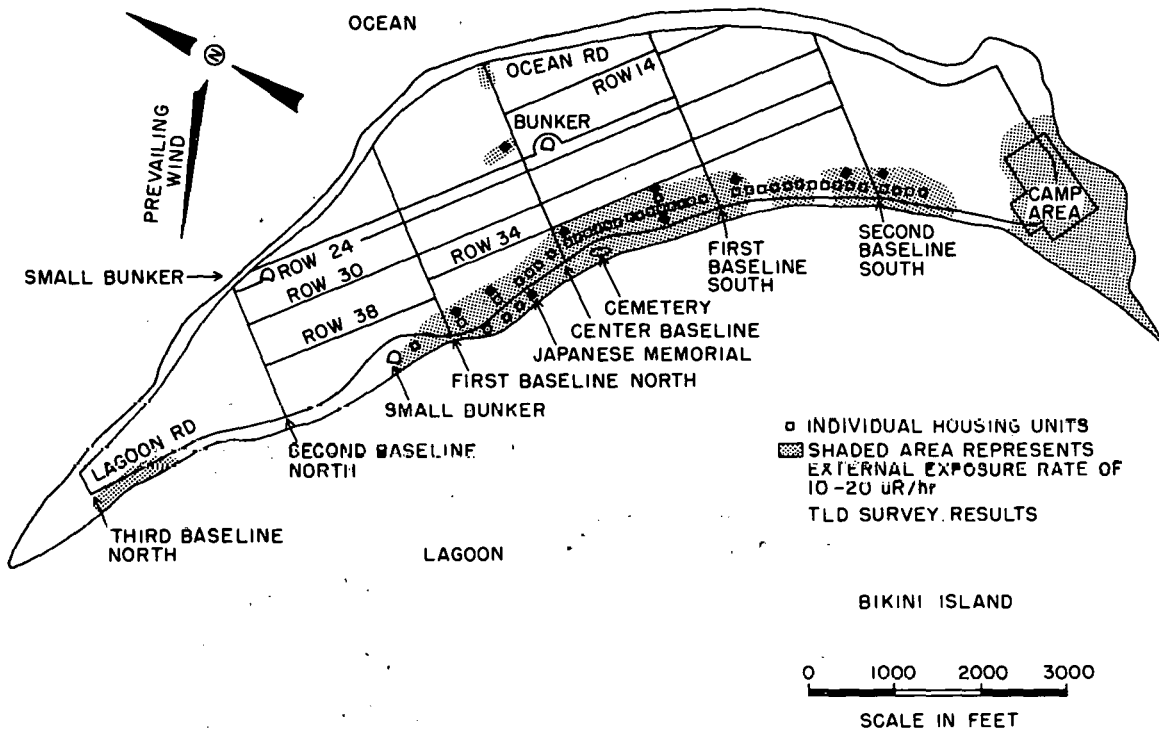 OCEAN
N
PREVAILING
WIND
OCEAN RD
ROW 14
BUNKER
CAMP
AREA
SMALL BUNKER
ROW 24
ROW 30
ROW 34
ROW 38
SECOND
BASELINE
SOUTH
FIRST
BASELINE
SOUTH
CEMETERY
CENTER BASELINE
JAPANESE MEMORIAL
FIRST BASELINE NORTH
SMALL BUNKER
SECOND BASELINE
NORTH
LAGOON RD
THIRD BASELINE
NORTH
LAGOON
INDIVIDUAL HOUSING UNITS
SHADED AREA REPRESENTS
EXTERNAL EXPOSURE RATE OF
10-20 uR/hr
TLD SURVEY RESULTS
BIKINI ISLAND
0 1000 2000 3000
SCALE IN FEET